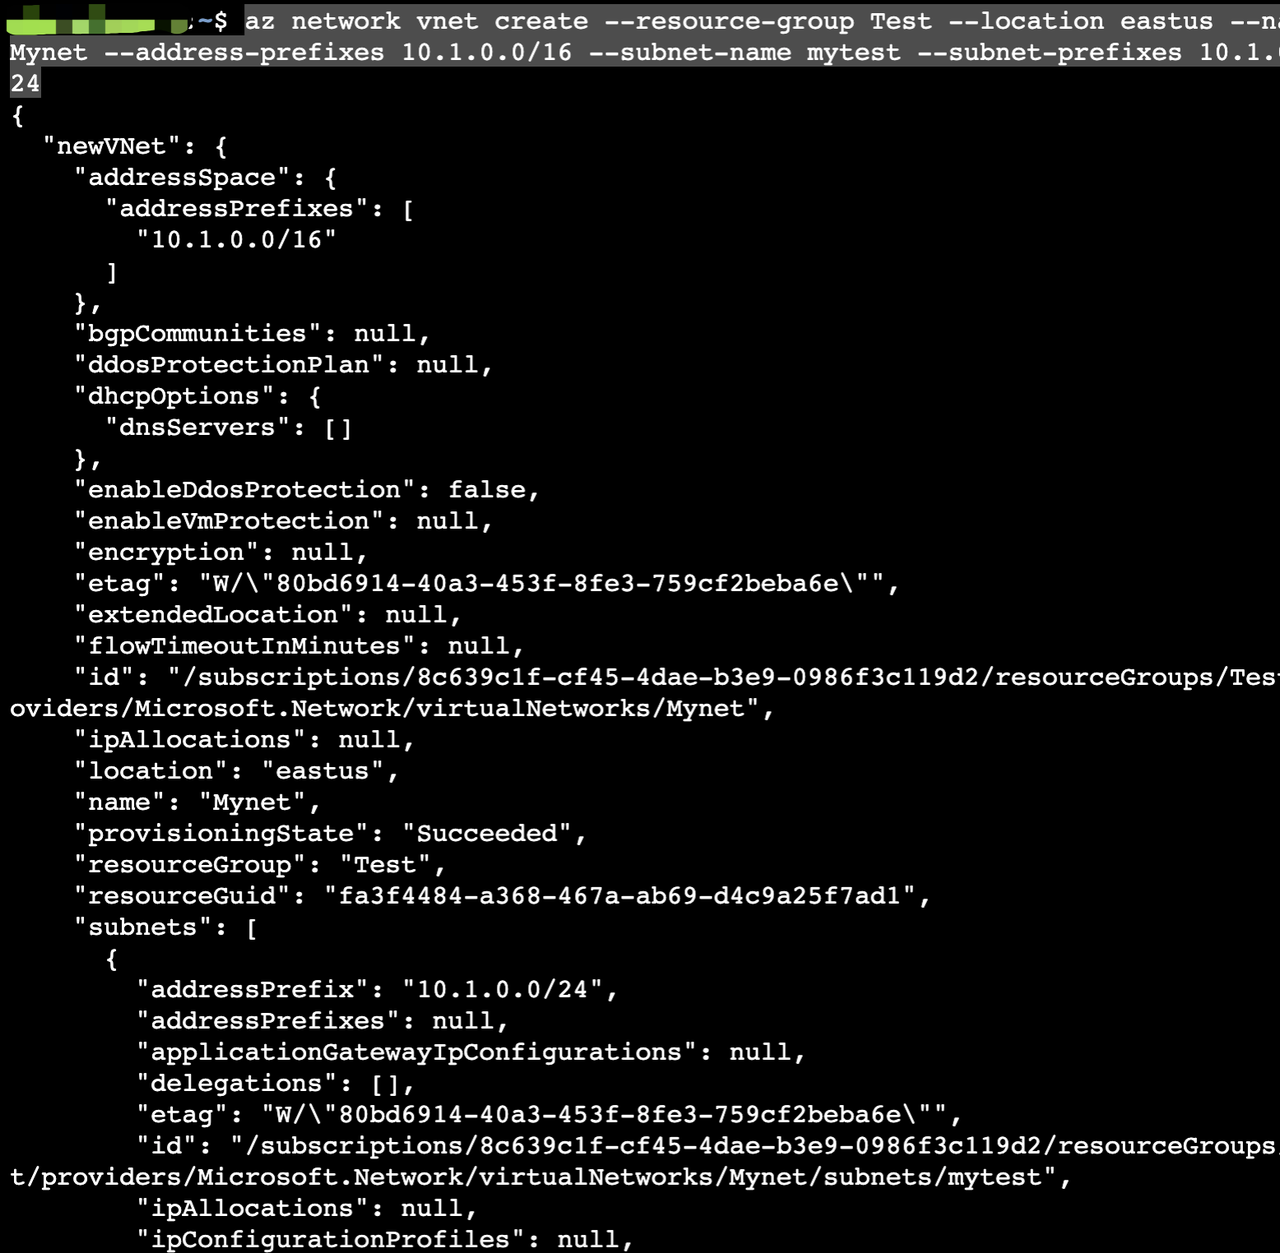 :~$ az network vnet create --resource-group Test --location eastus --na
Mynet --address-prefixes 10.1.0.0/16 --subnet-name mytest --subnet-prefixes 10.1.
24
{
  "newVNet": {
    "addressSpace": {
      "addressPrefixes": [
        "10.1.0.0/16"
      ]
    },
    "bgpCommunities": null,
    "ddosProtectionPlan": null,
    "dhcpOptions": {
      "dnsServers": []
    },
    "enableDdosProtection": false,
    "enableVmProtection": null,
    "encryption": null,
    "etag": "W/\"80bd6914-40a3-453f-8fe3-759cf2beba6e\"",
    "extendedLocation": null,
    "flowTimeoutInMinutes": null,
    "id": "/subscriptions/8c639c1f-cf45-4dae-b3e9-0986f3c119d2/resourceGroups/Tes
oviders/Microsoft.Network/virtualNetworks/Mynet",
    "ipAllocations": null,
    "location": "eastus",
    "name": "Mynet",
    "provisioningState": "Succeeded",
    "resourceGroup": "Test",
    "resourceGuid": "fa3f4484-a368-467a-ab69-d4c9a25f7ad1",
    "subnets": [
      {
        "addressPrefix": "10.1.0.0/24",
        "addressPrefixes": null,
        "applicationGatewayIpConfigurations": null,
        "delegations": [],
        "etag": "W/\"80bd6914-40a3-453f-8fe3-759cf2beba6e\"",
        "id": "/subscriptions/8c639c1f-cf45-4dae-b3e9-0986f3c119d2/resourceGroups
t/providers/Microsoft.Network/virtualNetworks/Mynet/subnets/mytest",
        "ipAllocations": null,
        "ipConfigurationProfiles": null,